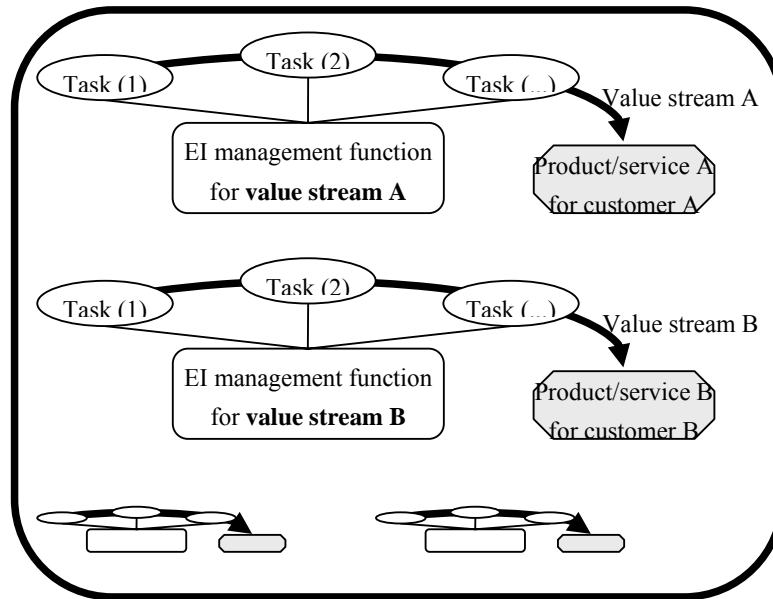 Task (1)
Task (2)
Task (...)
Value stream A
EI management function
for value stream A
Product/service A
for customer A
Task (1)
Task (2)
Task (...)
Value stream B
EI management function
for value stream B
Product/service B
for customer B